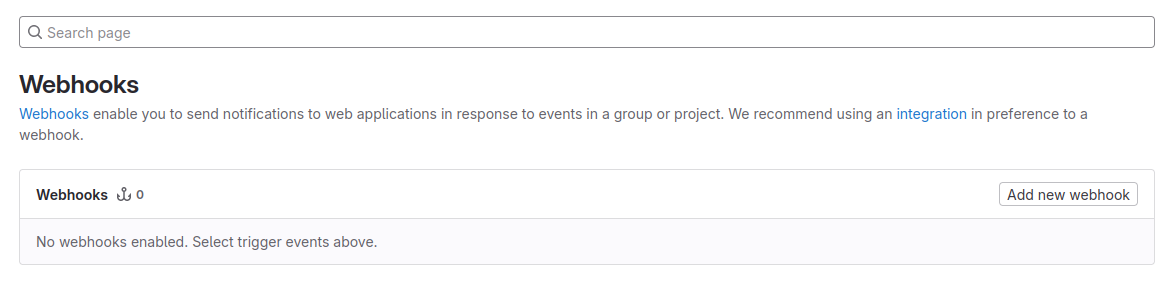 Search page
Webhooks
Webhooks enable you to send notifications to web applications in response to events in a group or project. We recommend using an integration in preference to a
webhook.
Webhooks 0
Add new webhook
No webhooks enabled. Select trigger events above.